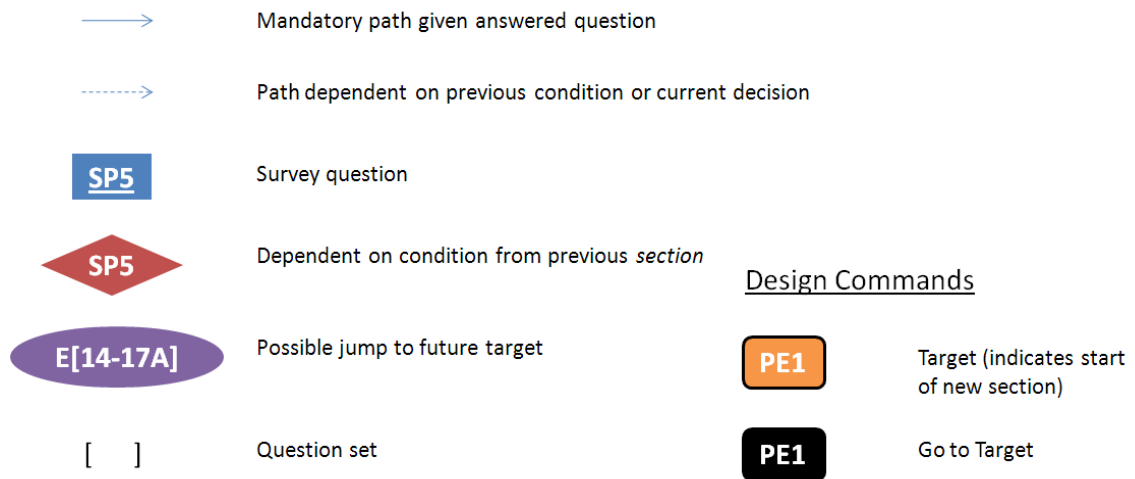 Mandatory path given answered question
Path dependent on previous condition or current decision
SP5
Survey question
SP5
Dependent on condition from previous section
Design Commands
E[14-17A]
Possible jump to future target
PE1
Target (indicates start
of new section)
[ ]
Question set
PE1
Go to Target